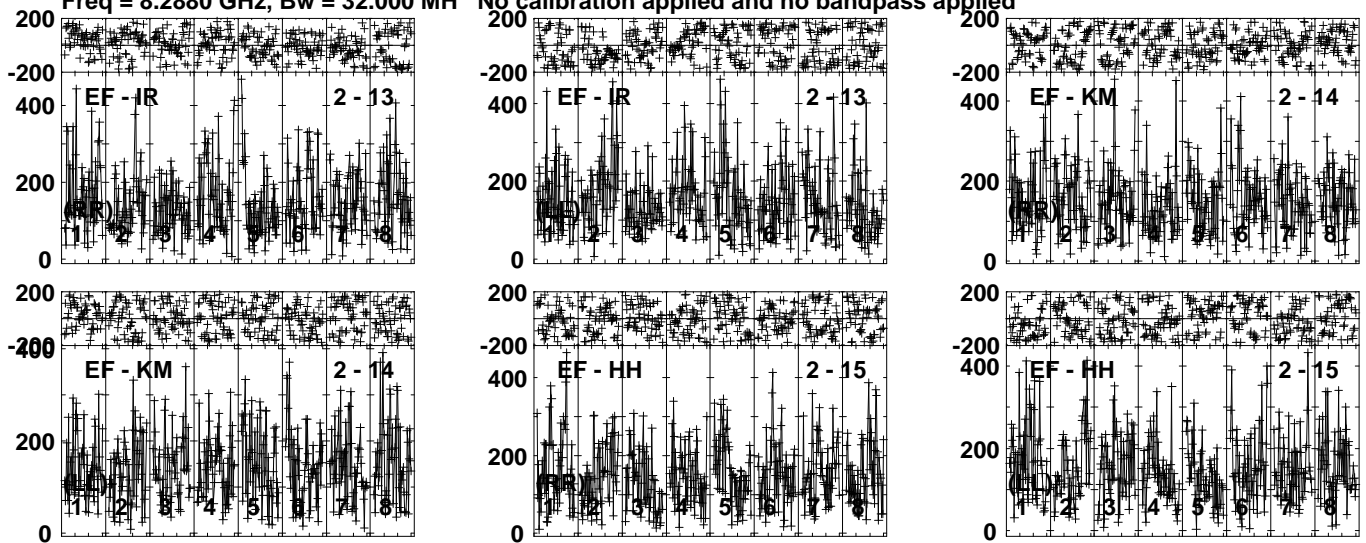 Freq = 8.2880 GHz, Bw = 32.000 MH No calibration applied and no bandpass applied
200
-200
EF - IR 2 - 13
400
200
(RR)
1 2 3 4 5 6 7 8
0
EF - IR 2 - 13
400
200
(LL)
1 2 3 4 5 6 7 8
0
200
-200
EF - KM 2 - 14
400
200
(RR)
1 2 3 4 5 6 7 8
0
200
-200
400
EF - KM 2 - 14
200
(LL)
1 2 3 4 5 6 7 8
0
EF - HH 2 - 15
400
200
(RR)
1 2 3 4 5 6 7 8
0
200
-200
EF - HH 2 - 15
400
200
(LL)
1 2 3 4 5 6 7 8
0